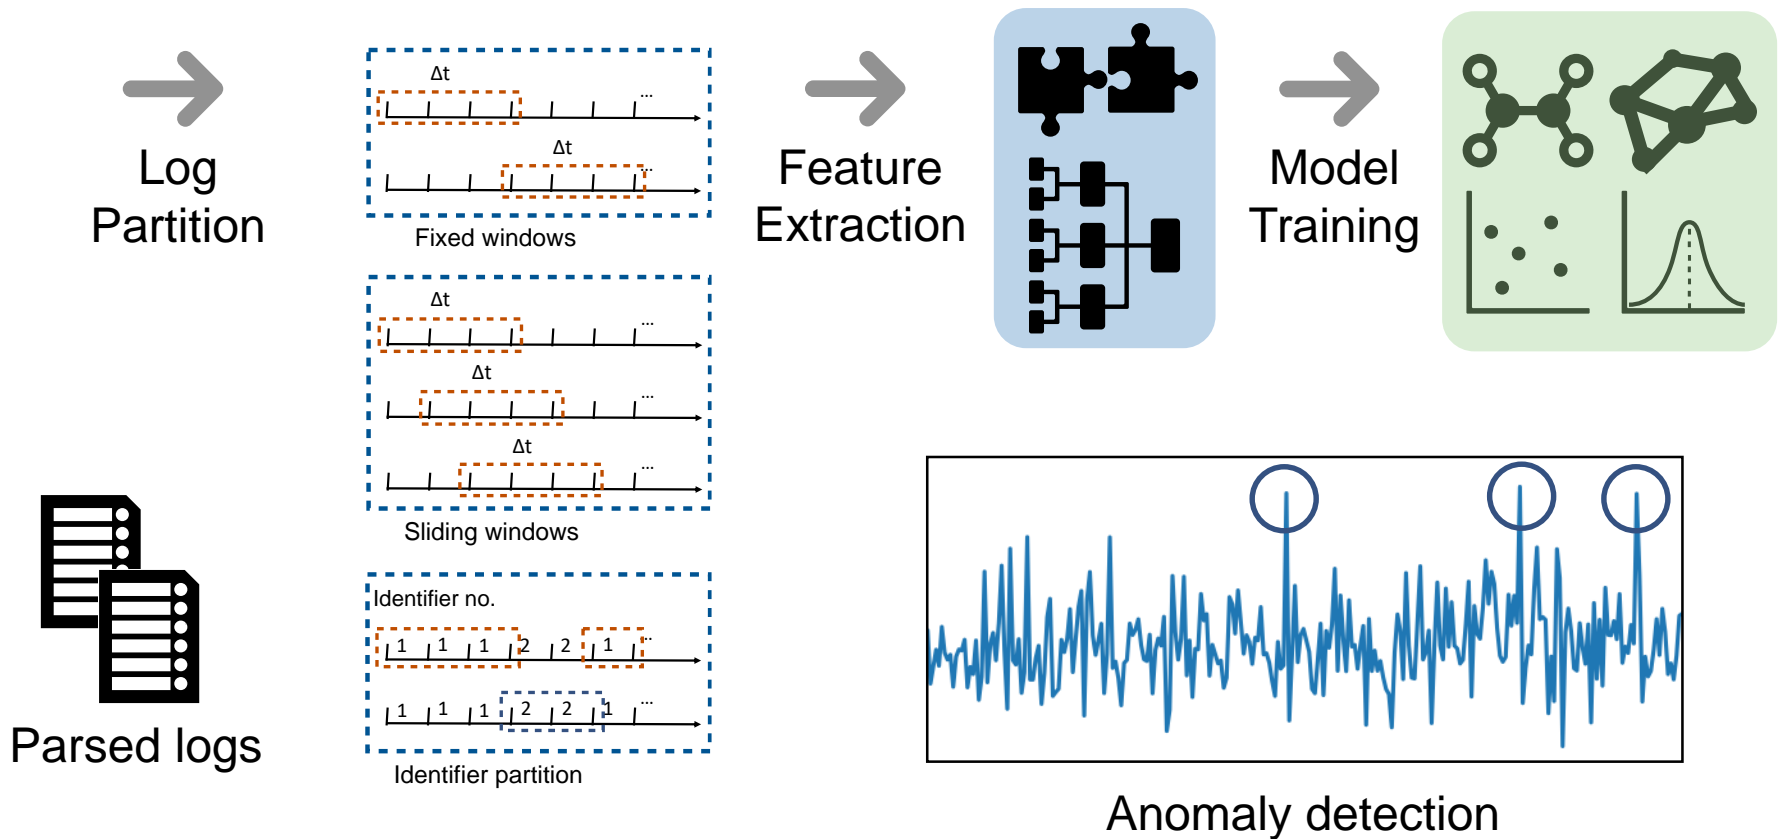 Log
Partition
Δt
...
Δt
...
Fixed windows
Δt
...
Δt
...
Δt
...
Sliding windows
Identifier no.
1 1 1 2 2 1 ..
1 1 1 2 2 1 ...
Identifier partition
Feature
Extraction
Model
Training
Parsed logs
Anomaly detection